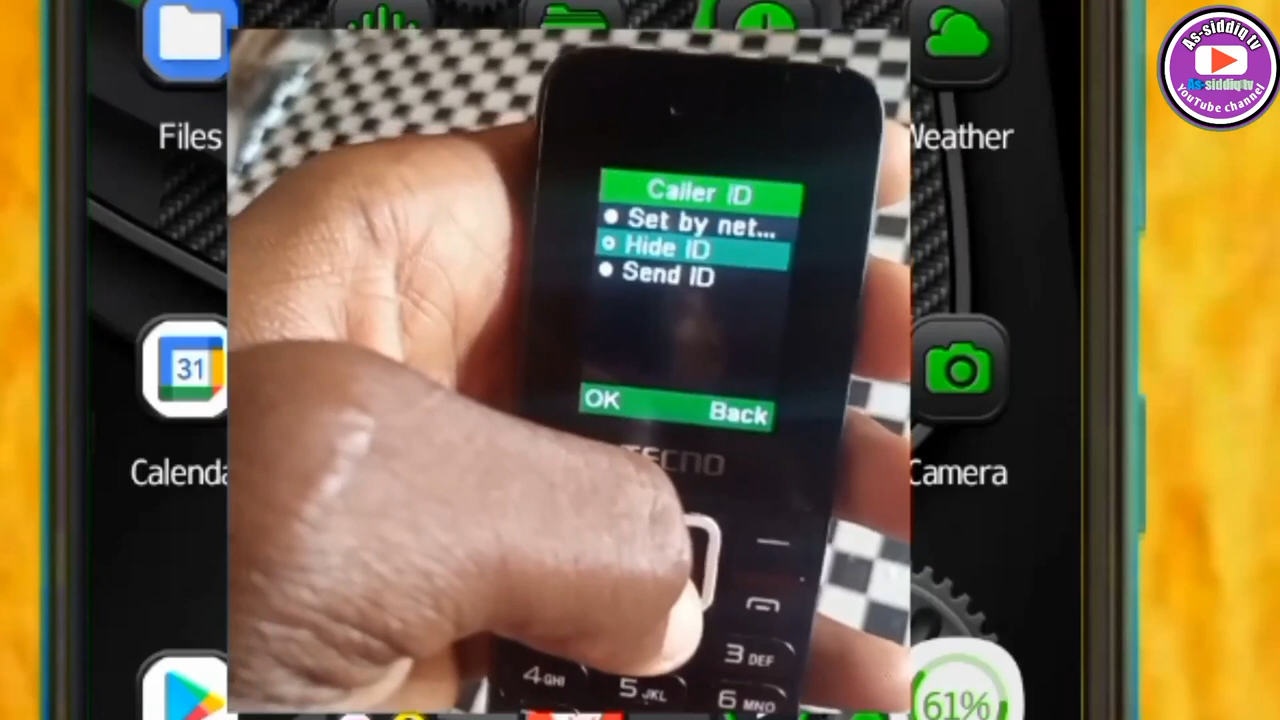 As-siddiq tv
As-siddiq tv
YouTube channel
Files
Weather
Caller ID
Set by net...
Hide ID
Send ID
OK
Back
31
Calenda
Camera
TECNO
3 DEF
4 GHI
5 JKL
6 MNO
61%